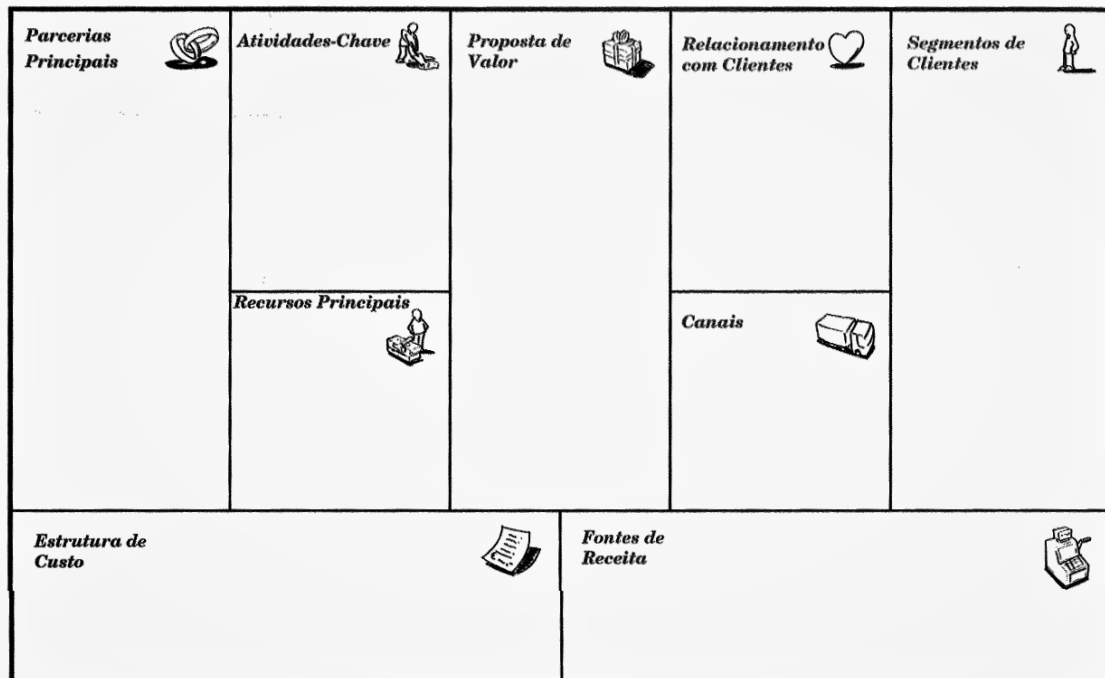 Parcerias
Principais
Atividades-Chave
Proposta de
Valor
Relacionamento
com Clientes
Segmentos de
Clientes
Recursos Principais
Canais
Estrutura de
Custo
Fontes de
Receita